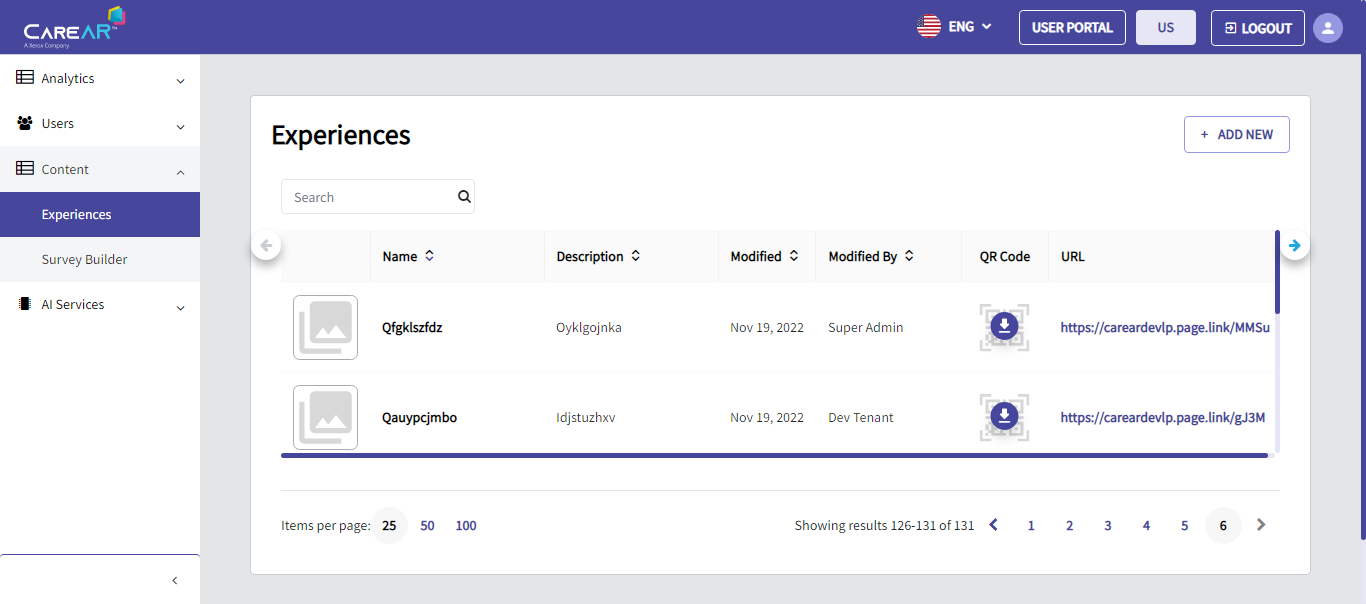 CAREAR™
A Xerox Company
ENG
USER PORTAL
US
LOGOUT
Analytics
Users
Content
Experiences
Survey Builder
AI Services
Experiences
+ ADD NEW
Search
Name Description Modified Modified By QR Code URL
Qfgklszfdz Oyklgojnka Nov 19, 2022 Super Admin https://careardevlp.page.link/MMSu
Qauypcjmbo Idjstuzhxv Nov 19, 2022 Dev Tenant https://careardevlp.page.link/gJ3M
Items per page: 25 50 100 Showing results 126-131 of 131 1 2 3 4 5 6